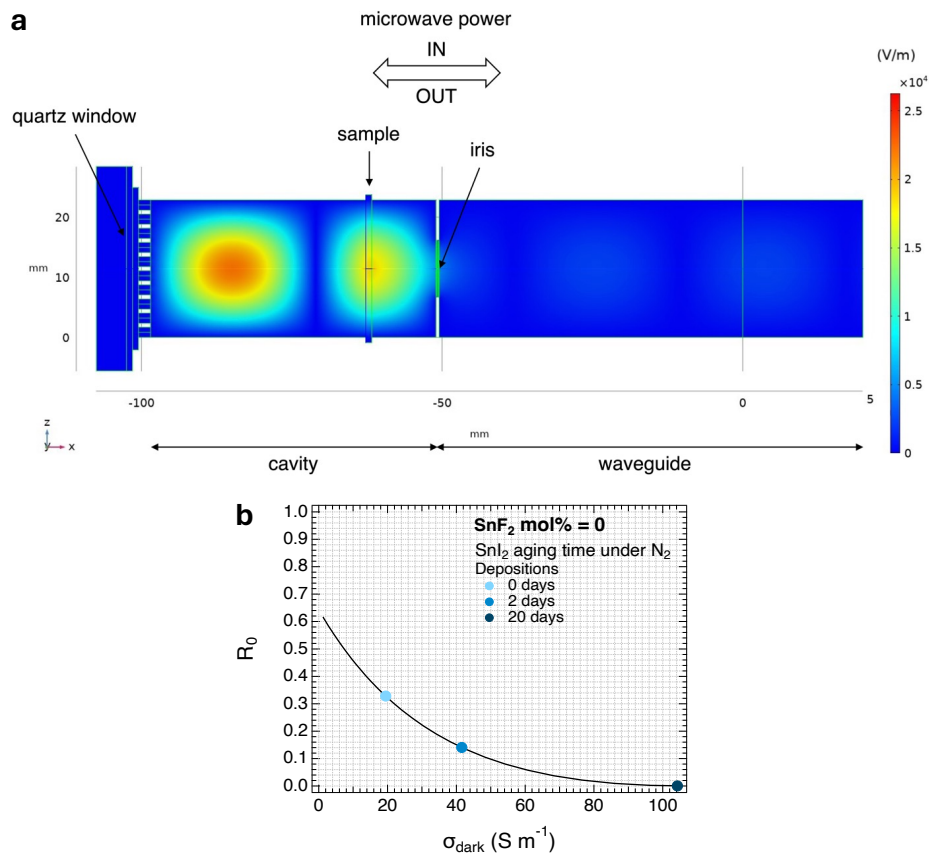 a
microwave power
IN
OUT
(V/m)
×10⁴
quartz window
sample
iris
2.5
2
1.5
1
0.5
0
20
mm
10
0
-100
-50
0
5
mm
z
y
x
cavity
waveguide
b
SnF₂ mol% = 0
SnI₂ aging time under N₂
Depositions
0 days
2 days
20 days
1.0
0.9
0.8
0.7
0.6
0.5
0.4
0.3
0.2
0.1
0.0
R₀
0
20
40
60
80
100
σdark (S m⁻¹)